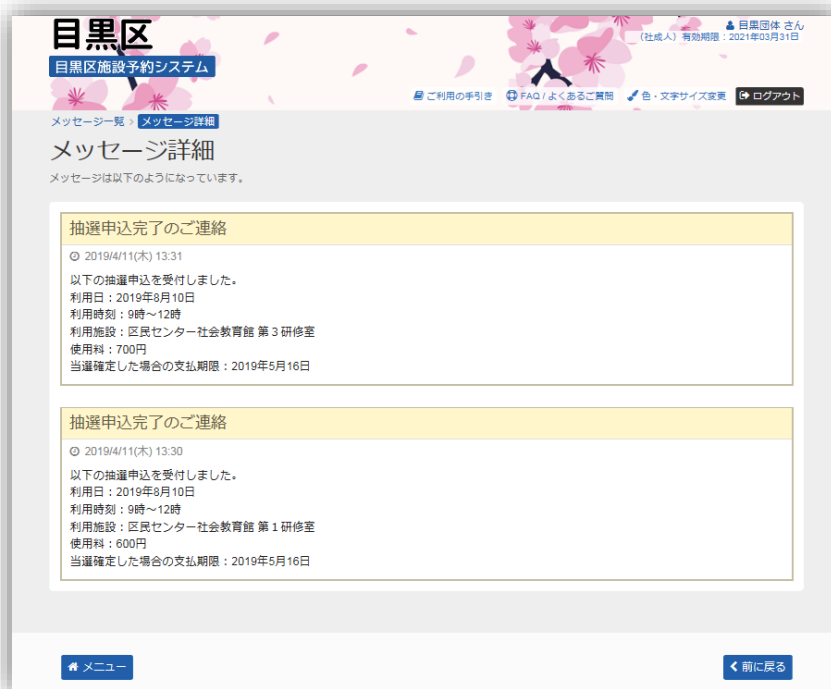 目黒区
目黒区施設予約システム
目黒団体 さん
（社成人）有効期限：2021年03月31日
ご利用の手引き FAQ / よくあるご質問 色・文字サイズ変更 ログアウト
メッセージ一覧 › メッセージ詳細
メッセージ詳細
メッセージは以下のようになっています。
抽選申込完了のご連絡
2019/4/11(木) 13:31
以下の抽選申込を受付しました。
利用日：2019年8月10日
利用時刻：9時～12時
利用施設：区民センター社会教育館 第３研修室
使用料：700円
当選確定した場合の支払期限：2019年5月16日
抽選申込完了のご連絡
2019/4/11(木) 13:30
以下の抽選申込を受付しました。
利用日：2019年8月10日
利用時刻：9時～12時
利用施設：区民センター社会教育館 第１研修室
使用料：600円
当選確定した場合の支払期限：2019年5月16日
メニュー
前に戻る